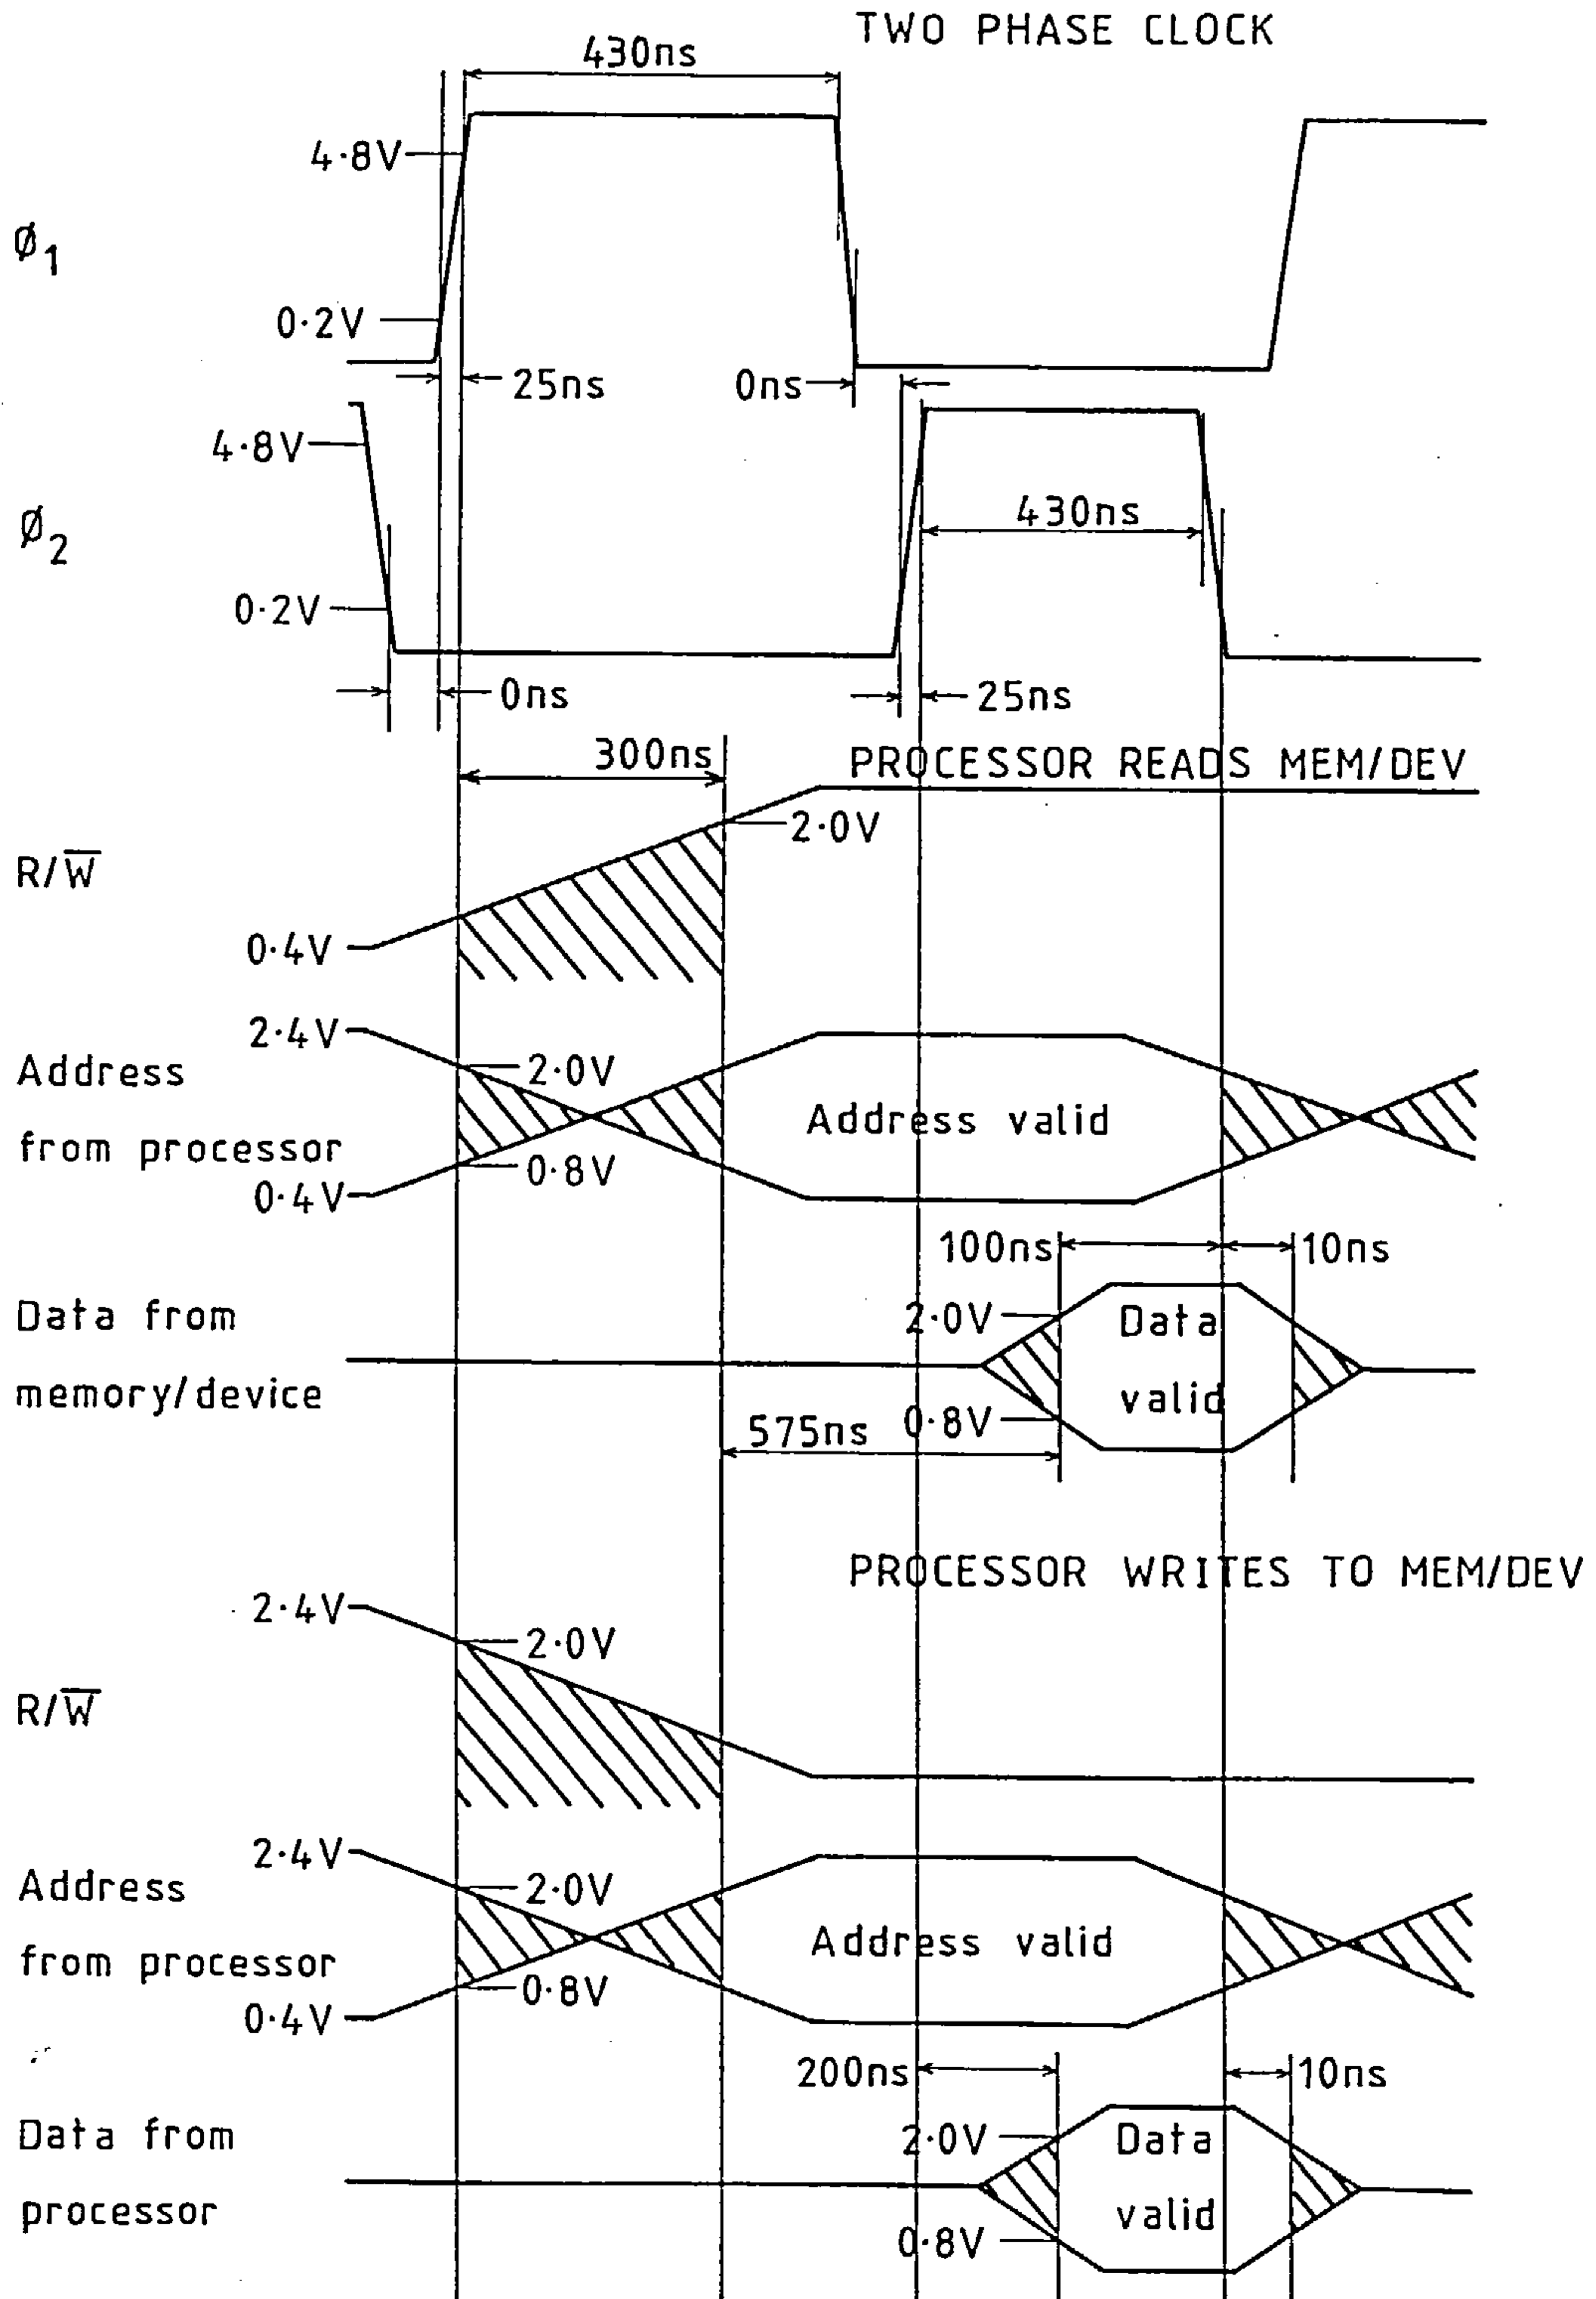 TWO PHASE CLOCK
430ns
4·8V
Ø1
0·2V
25ns
0ns
4·8V
430ns
Ø2
0·2V
0ns
25ns
300ns
PROCESSOR READS MEM/DEV
2·0V
R/W̅
0·4V
2·4V
2·0V
Address
from processor
Address valid
0·8V
0·4V
100ns
10ns
Data from
memory/device
2·0V
Data
valid
0·8V
575ns
PROCESSOR WRITES TO MEM/DEV
2·4V
2·0V
R/W̅
2·4V
2·0V
Address
from processor
Address valid
0·8V
0·4V
200ns
10ns
Data from
processor
2·0V
Data
valid
0·8V